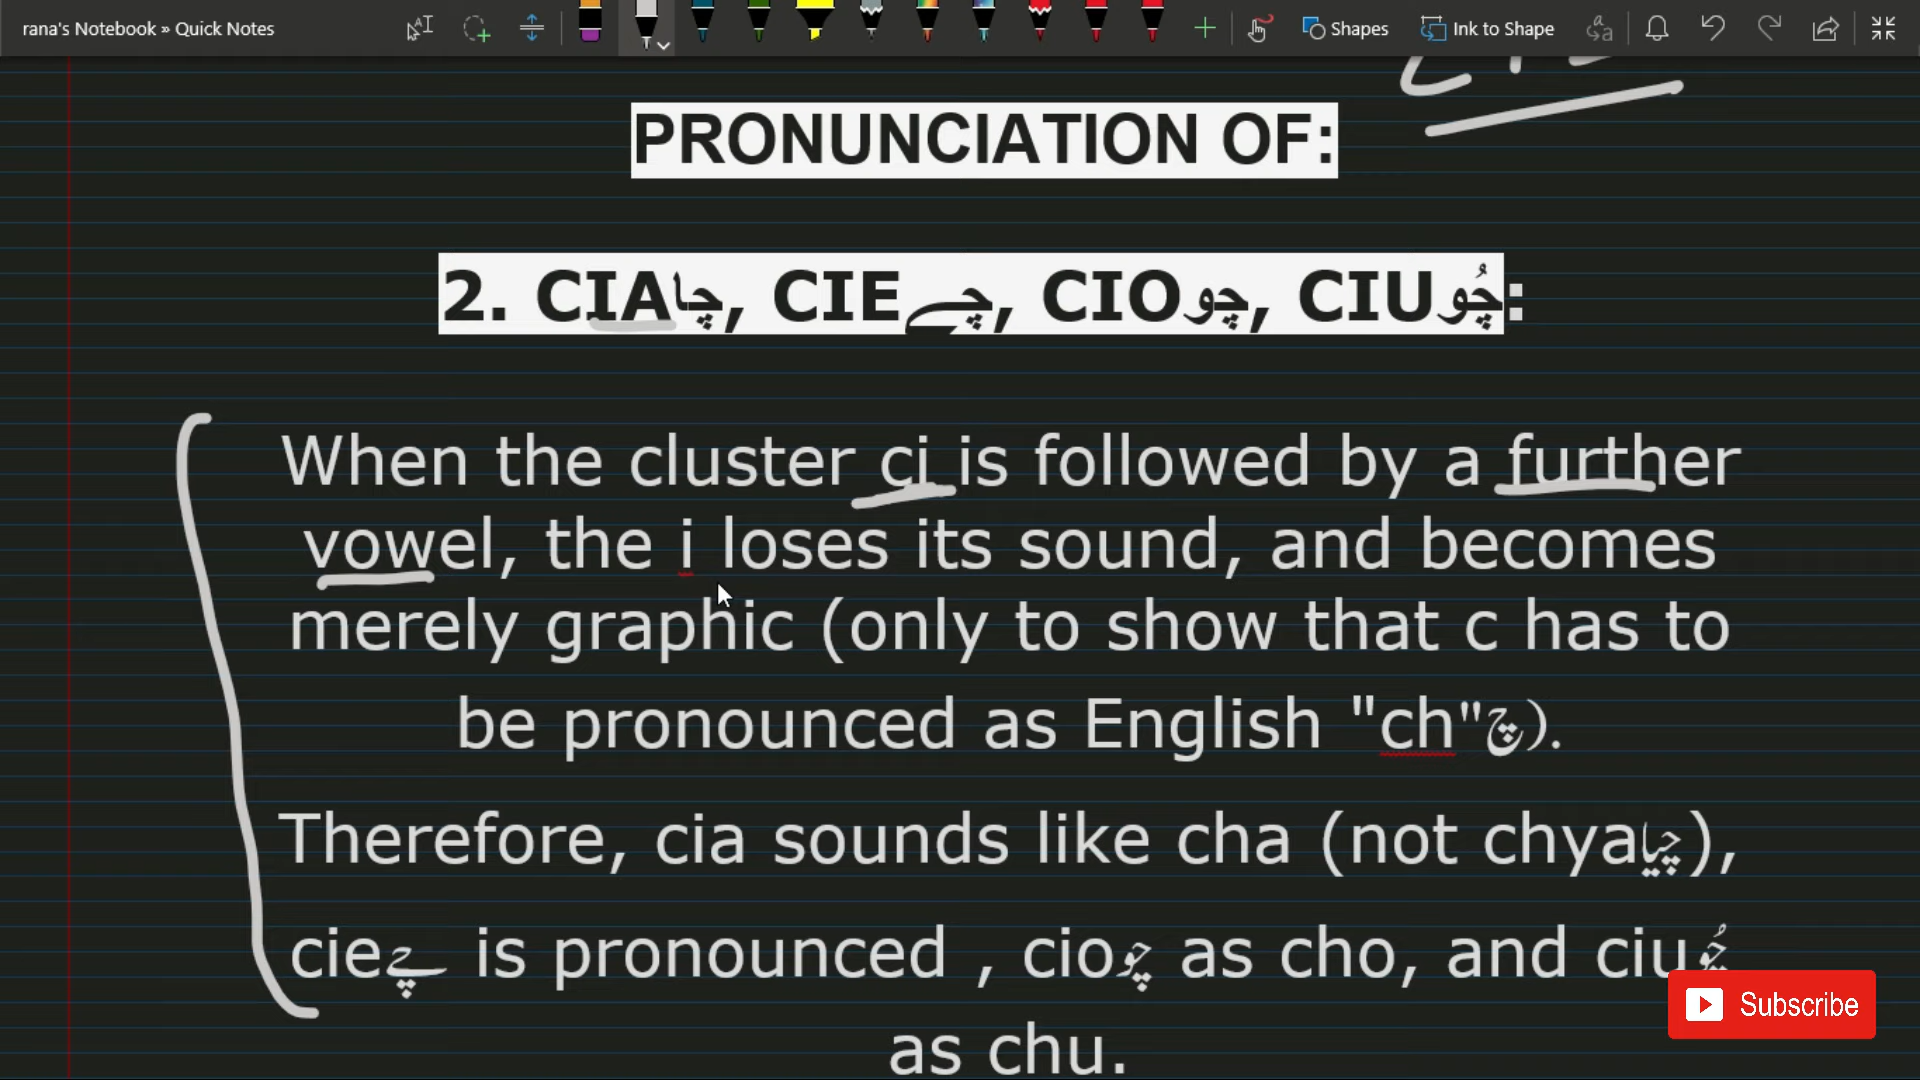 rana's Notebook » Quick Notes
Shapes
Ink to Shape
PRONUNCIATION OF:
2. CIAچا, CIEچے, CIOچو, CIUچُو:
When the cluster ci is followed by a further
vowel, the i loses its sound, and becomes
merely graphic (only to show that c has to
be pronounced as English "ch"چ).
Therefore, cia sounds like cha (not chyaچیا),
cieچے is pronounced , cioچو as cho, and ciuچُو
as chu.
Subscribe